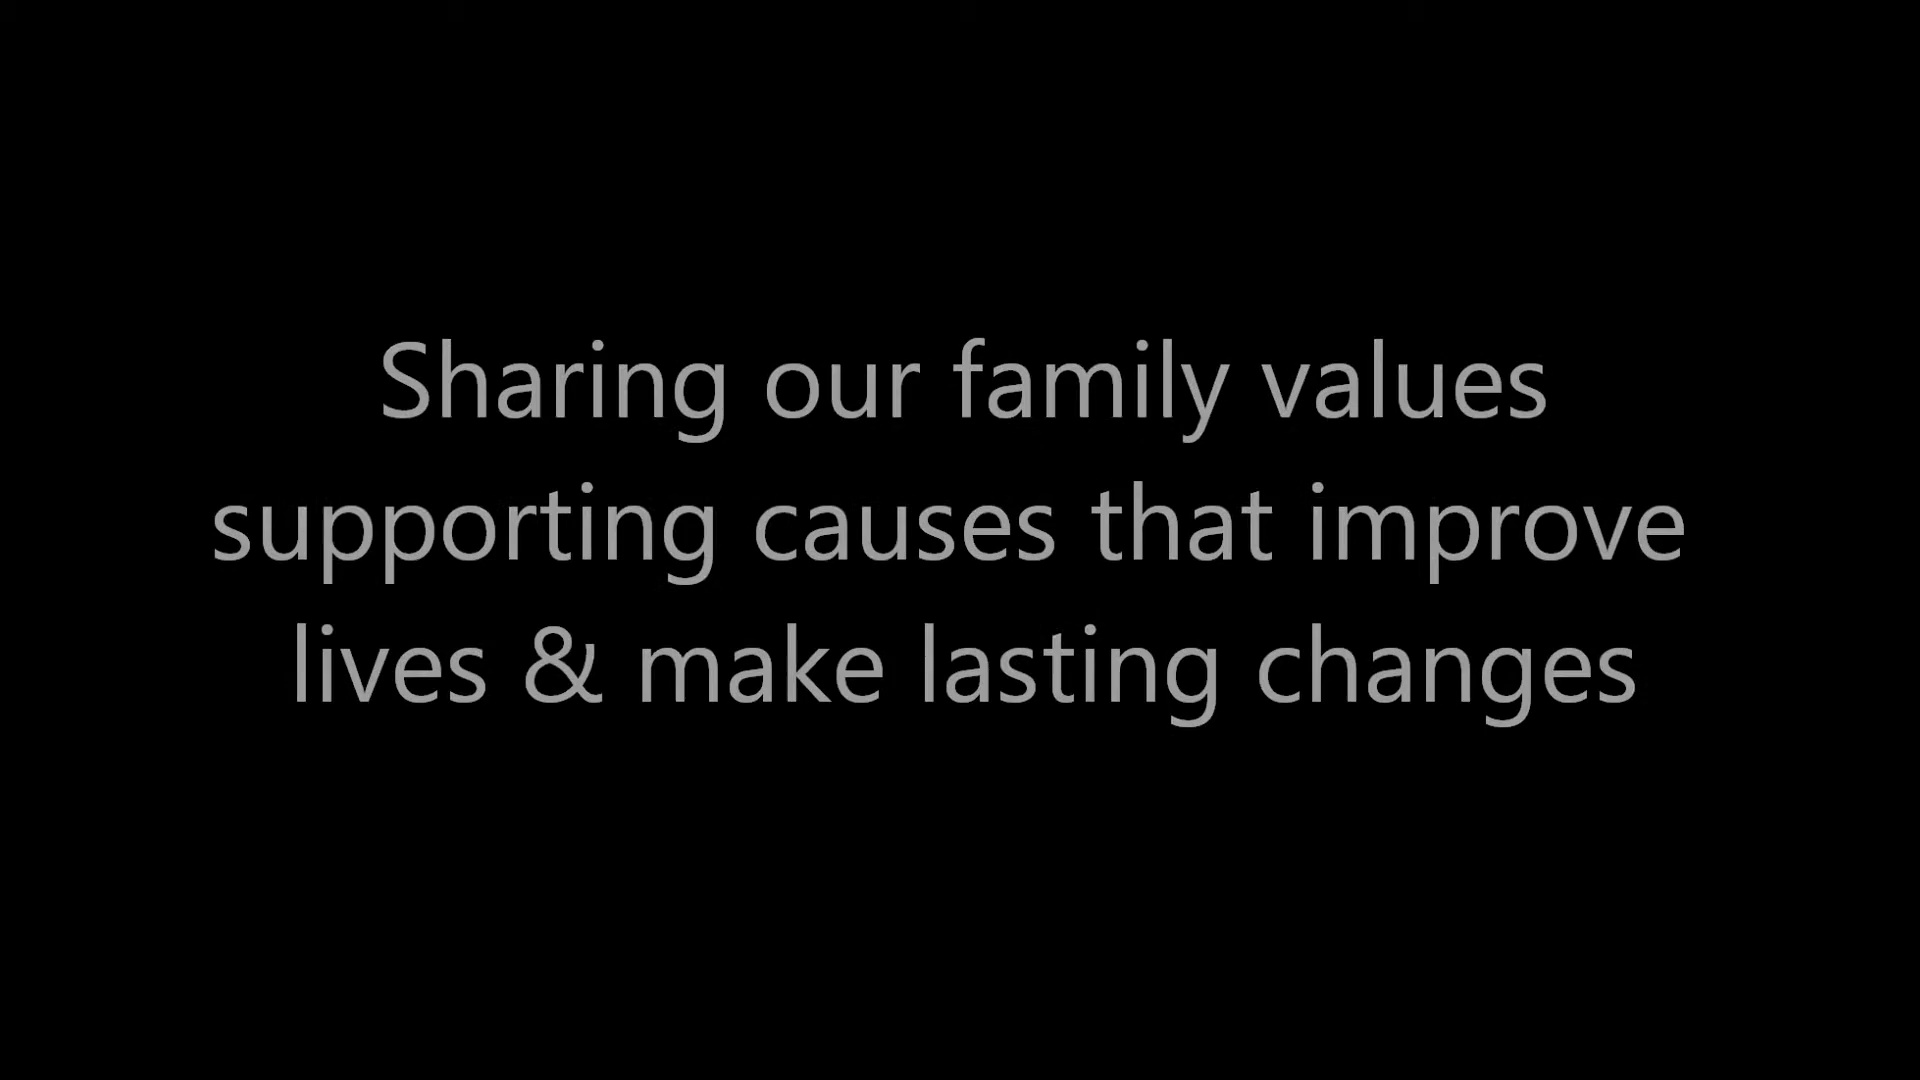 Sharing our family values
supporting causes that improve
lives & make lasting changes